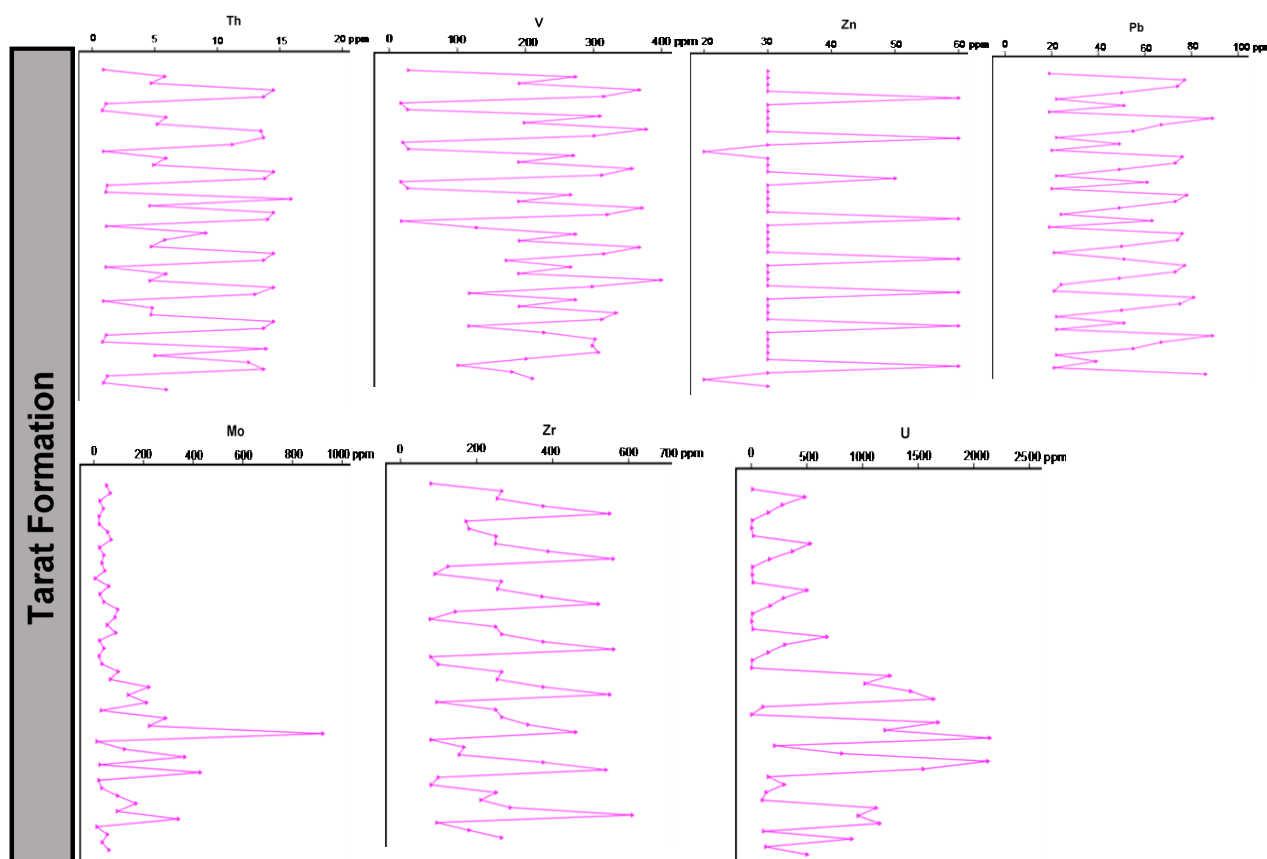 Tarat Formation
Th
0 5 10 15 20 ppm
V
0 100 200 300 400 ppm
Zn
20 30 40 50 60 ppm
Pb
0 20 40 60 80 100 ppm
Mo
0 200 400 600 800 1000 ppm
Zr
0 200 400 600 700 ppm
U
0 500 1000 1500 2000 2500 ppm